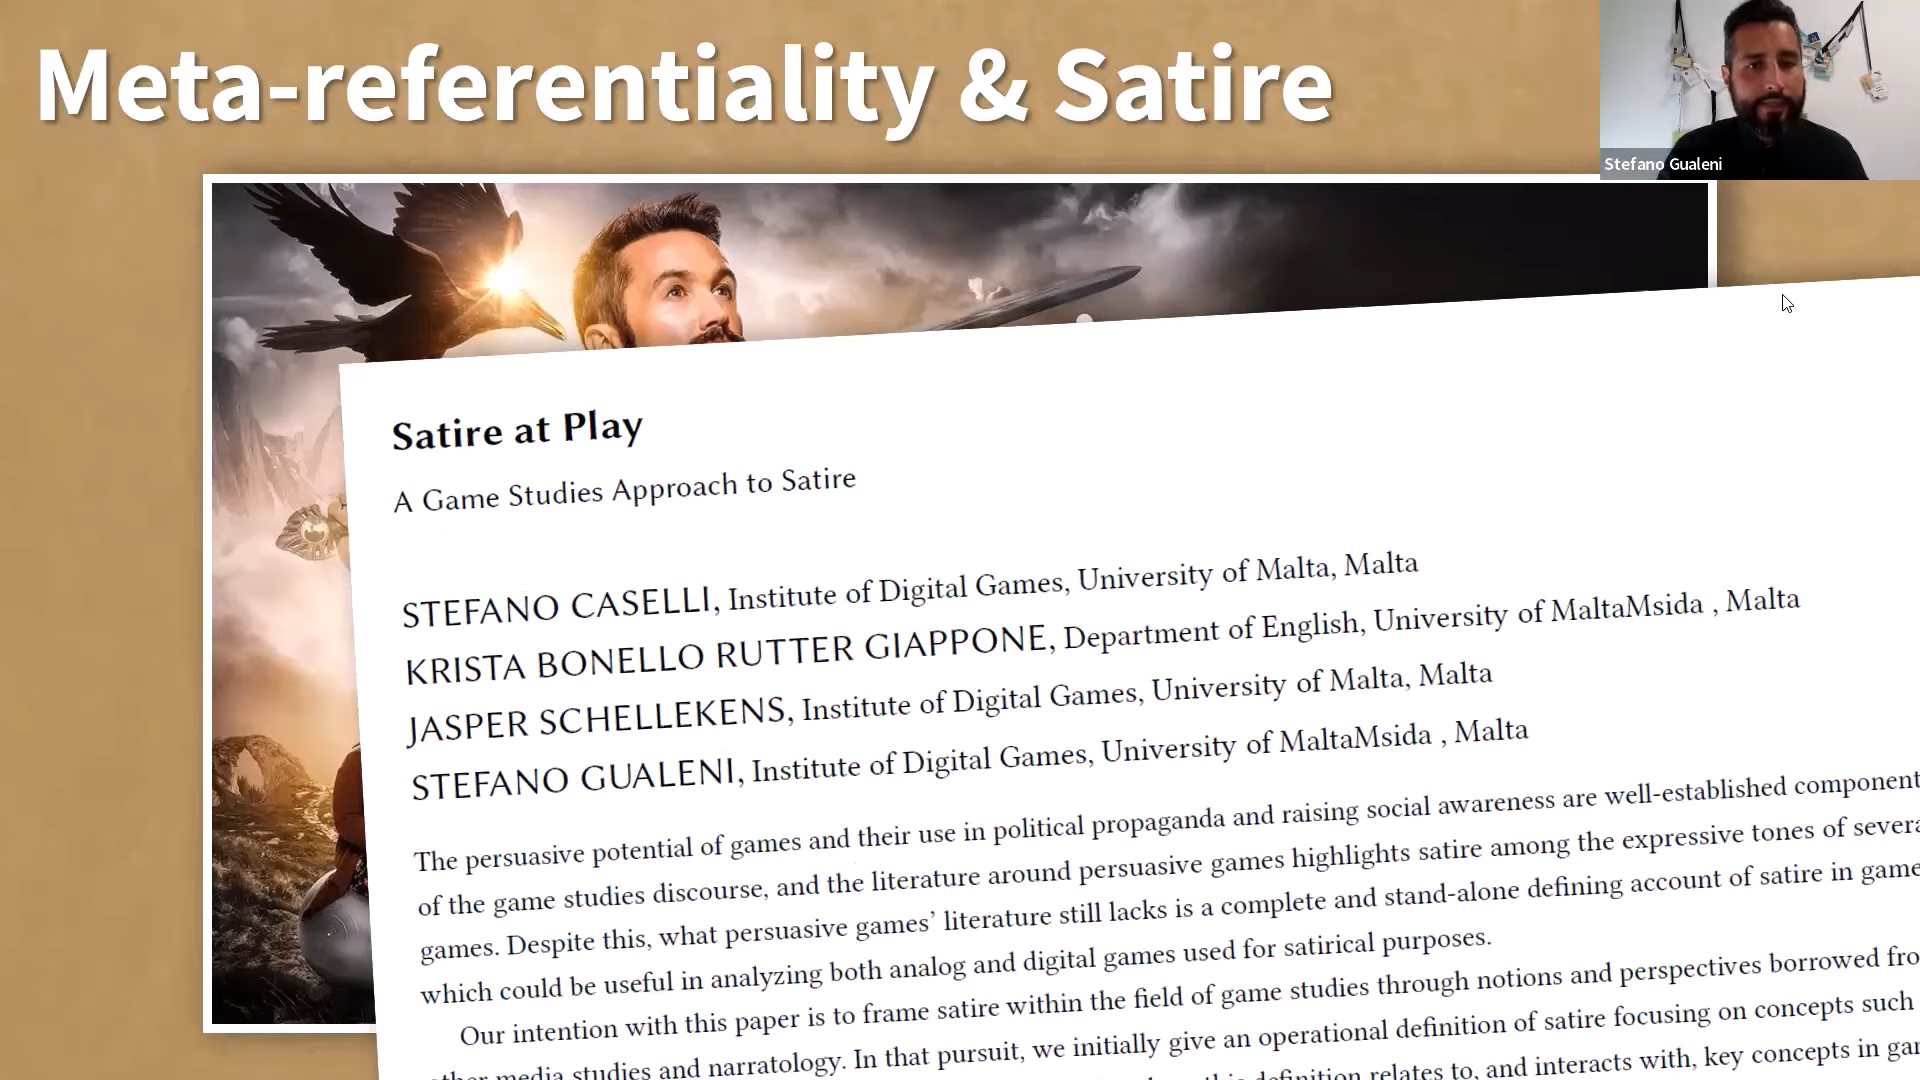 Meta-referentiality & Satire
Stefano Gualeni
Satire at Play
A Game Studies Approach to Satire
STEFANO CASELLI, Institute of Digital Games, University of Malta, Malta
KRISTA BONELLO RUTTER GIAPPONE, Department of English, University of MaltaMsida , Malta
JASPER SCHELLEKENS, Institute of Digital Games, University of Malta, Malta
STEFANO GUALENI, Institute of Digital Games, University of MaltaMsida , Malta
The persuasive potential of games and their use in political propaganda and raising social awareness are well-established component
of the game studies discourse, and the literature around persuasive games highlights satire among the expressive tones of severa
games. Despite this, what persuasive games’ literature still lacks is a complete and stand-alone defining account of satire in game
which could be useful in analyzing both analog and digital games used for satirical purposes.
Our intention with this paper is to frame satire within the field of game studies through notions and perspectives borrowed fro
media studies and narratology. In that pursuit, we initially give an operational definition of satire focusing on concepts such
definition relates to, and interacts with, key concepts in gam